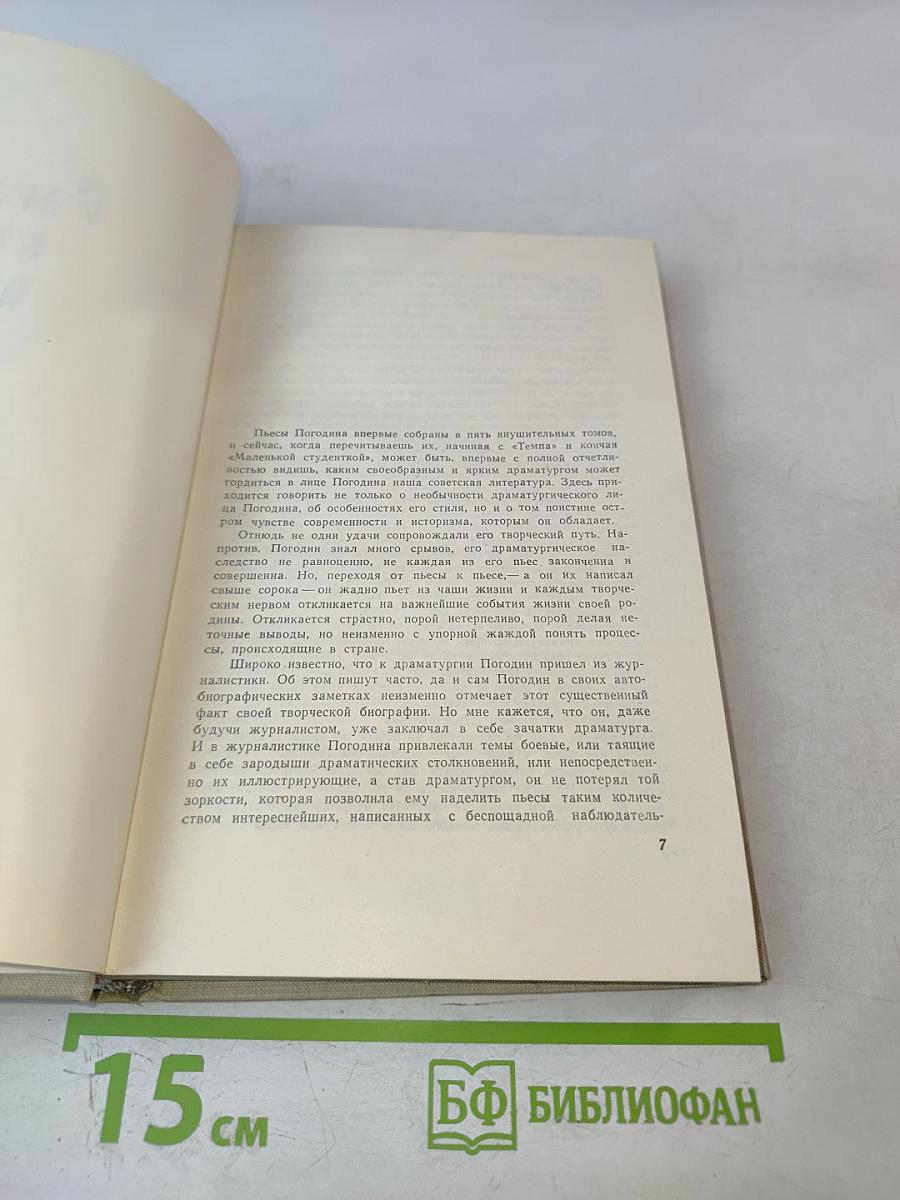 Пьесы Погодина впервые собраны в пять внушительных томов,
и сейчас, когда перечитываешь их, начиная с «Темпа» и кончая
«Маленькой студенткой», может быть, впервые с полной отчетли-
востью видишь, каким своеобразным и ярким драматургом может
гордиться в лице Погодина наша советская литература. Здесь при-
ходится говорить не только о необычности драматургического ли-
ца Погодина, об особенностях его стиля, но и о том поистине ост-
ром чувстве современности и историзма, которым он обладает.
Отнюдь не одни удачи сопровождали его творческий путь. На-
против, Погодин знал много срывов, его драматургическое на-
следство не равноценно, не каждая из его пьес закончена и
совершенна. Но, переходя от пьесы к пьесе,— а он их написал
свыше сорока — он жадно пьет из чаши жизни и каждым творче-
ским нервом откликается на важнейшие события жизни своей ро-
дины. Откликается страстно, порой нетерпеливо, порой делая не-
точные выводы, но неизменно с упорной жаждой понять процес-
сы, происходящие в стране.
Широко известно, что к драматургии Погодин пришел из жур-
налистики. Об этом пишут часто, да и сам Погодин в своих авто-
биографических заметках неизменно отмечает этот существенный
факт своей творческой биографии. Но мне кажется, что он, даже
будучи журналистом, уже заключал в себе зачатки драматурга.
И в журналистике Погодина привлекали темы боевые, или таящие
в себе зародыши драматических столкновений, или непосредствен-
но их иллюстрирующие, а став драматургом, он не потерял той
зоркости, которая позволила ему наделить пьесы таким количе-
ством интереснейших, написанных с беспощадной наблюдатель-
7
15 см
БФ БИБЛИОФАН